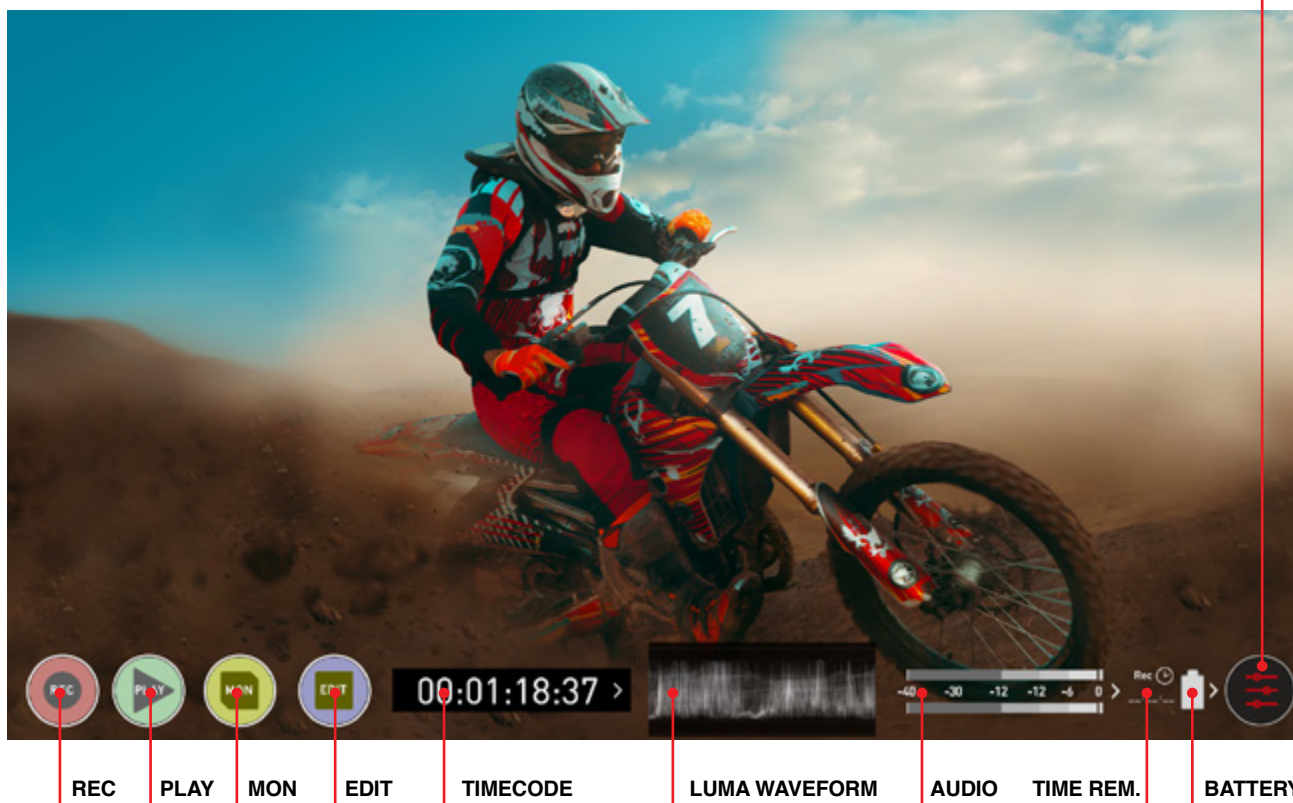 7
REC
PLAY
MON
EDIT
00:01:18:37 >
-40 -30 -12 -12 -6 0 >
Rec
--:--:-- >
REC PLAY MON EDIT TIMECODE LUMA WAVEFORM AUDIO TIME REM. BATTERY